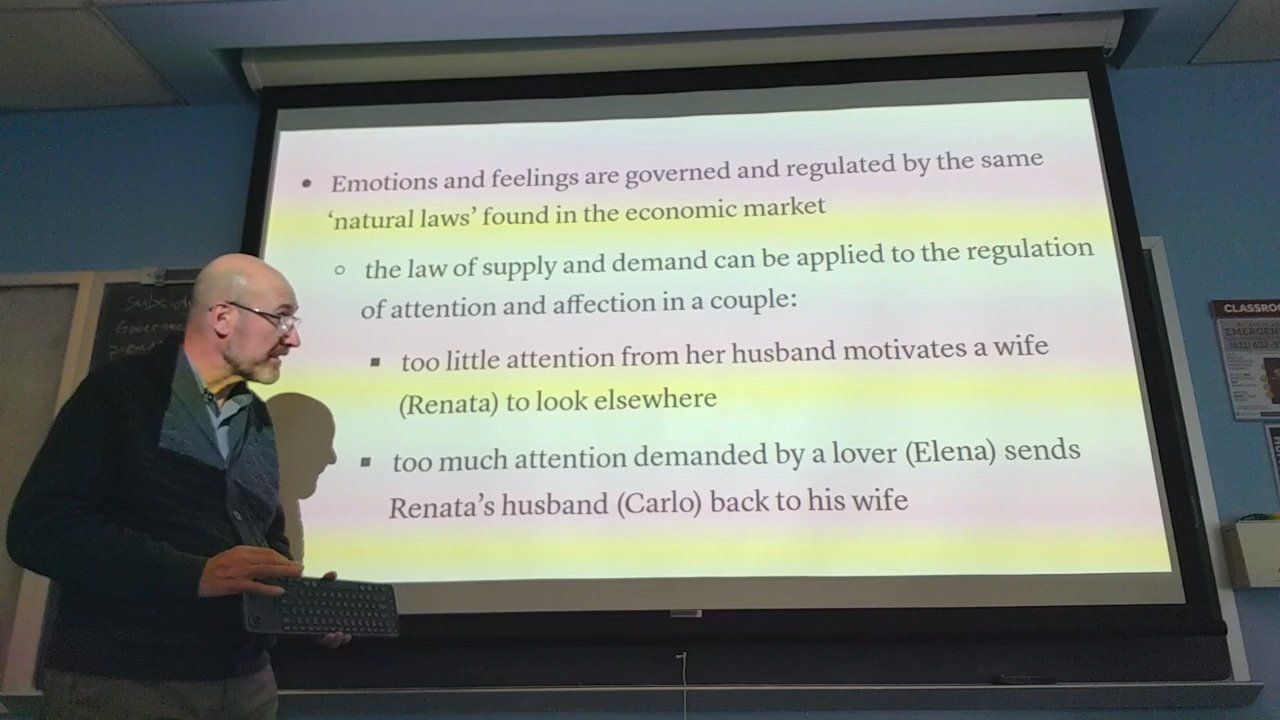 • Emotions and feelings are governed and regulated by the same
‘natural laws’ found in the economic market
○ the law of supply and demand can be applied to the regulation
of attention and affection in a couple:
▪ too little attention from her husband motivates a wife
(Renata) to look elsewhere
▪ too much attention demanded by a lover (Elena) sends
Renata’s husband (Carlo) back to his wife
CLASSROO
EMERGEN